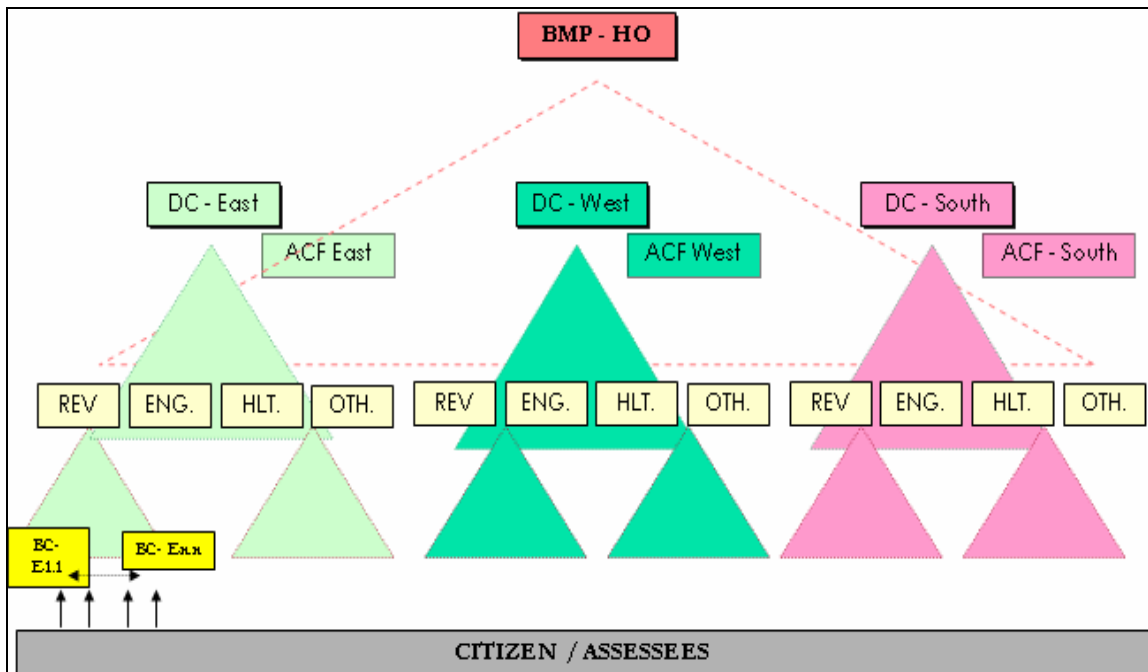 BMP - HO
DC - East
DC - West
DC - South
ACF East
ACF West
ACF - South
REV
ENG.
HLT.
OTH.
REV
ENG.
HLT.
OTH.
REV
ENG.
HLT.
OTH.
BC-
E1.1
BC- En.n
CITIZEN / ASSESSEES